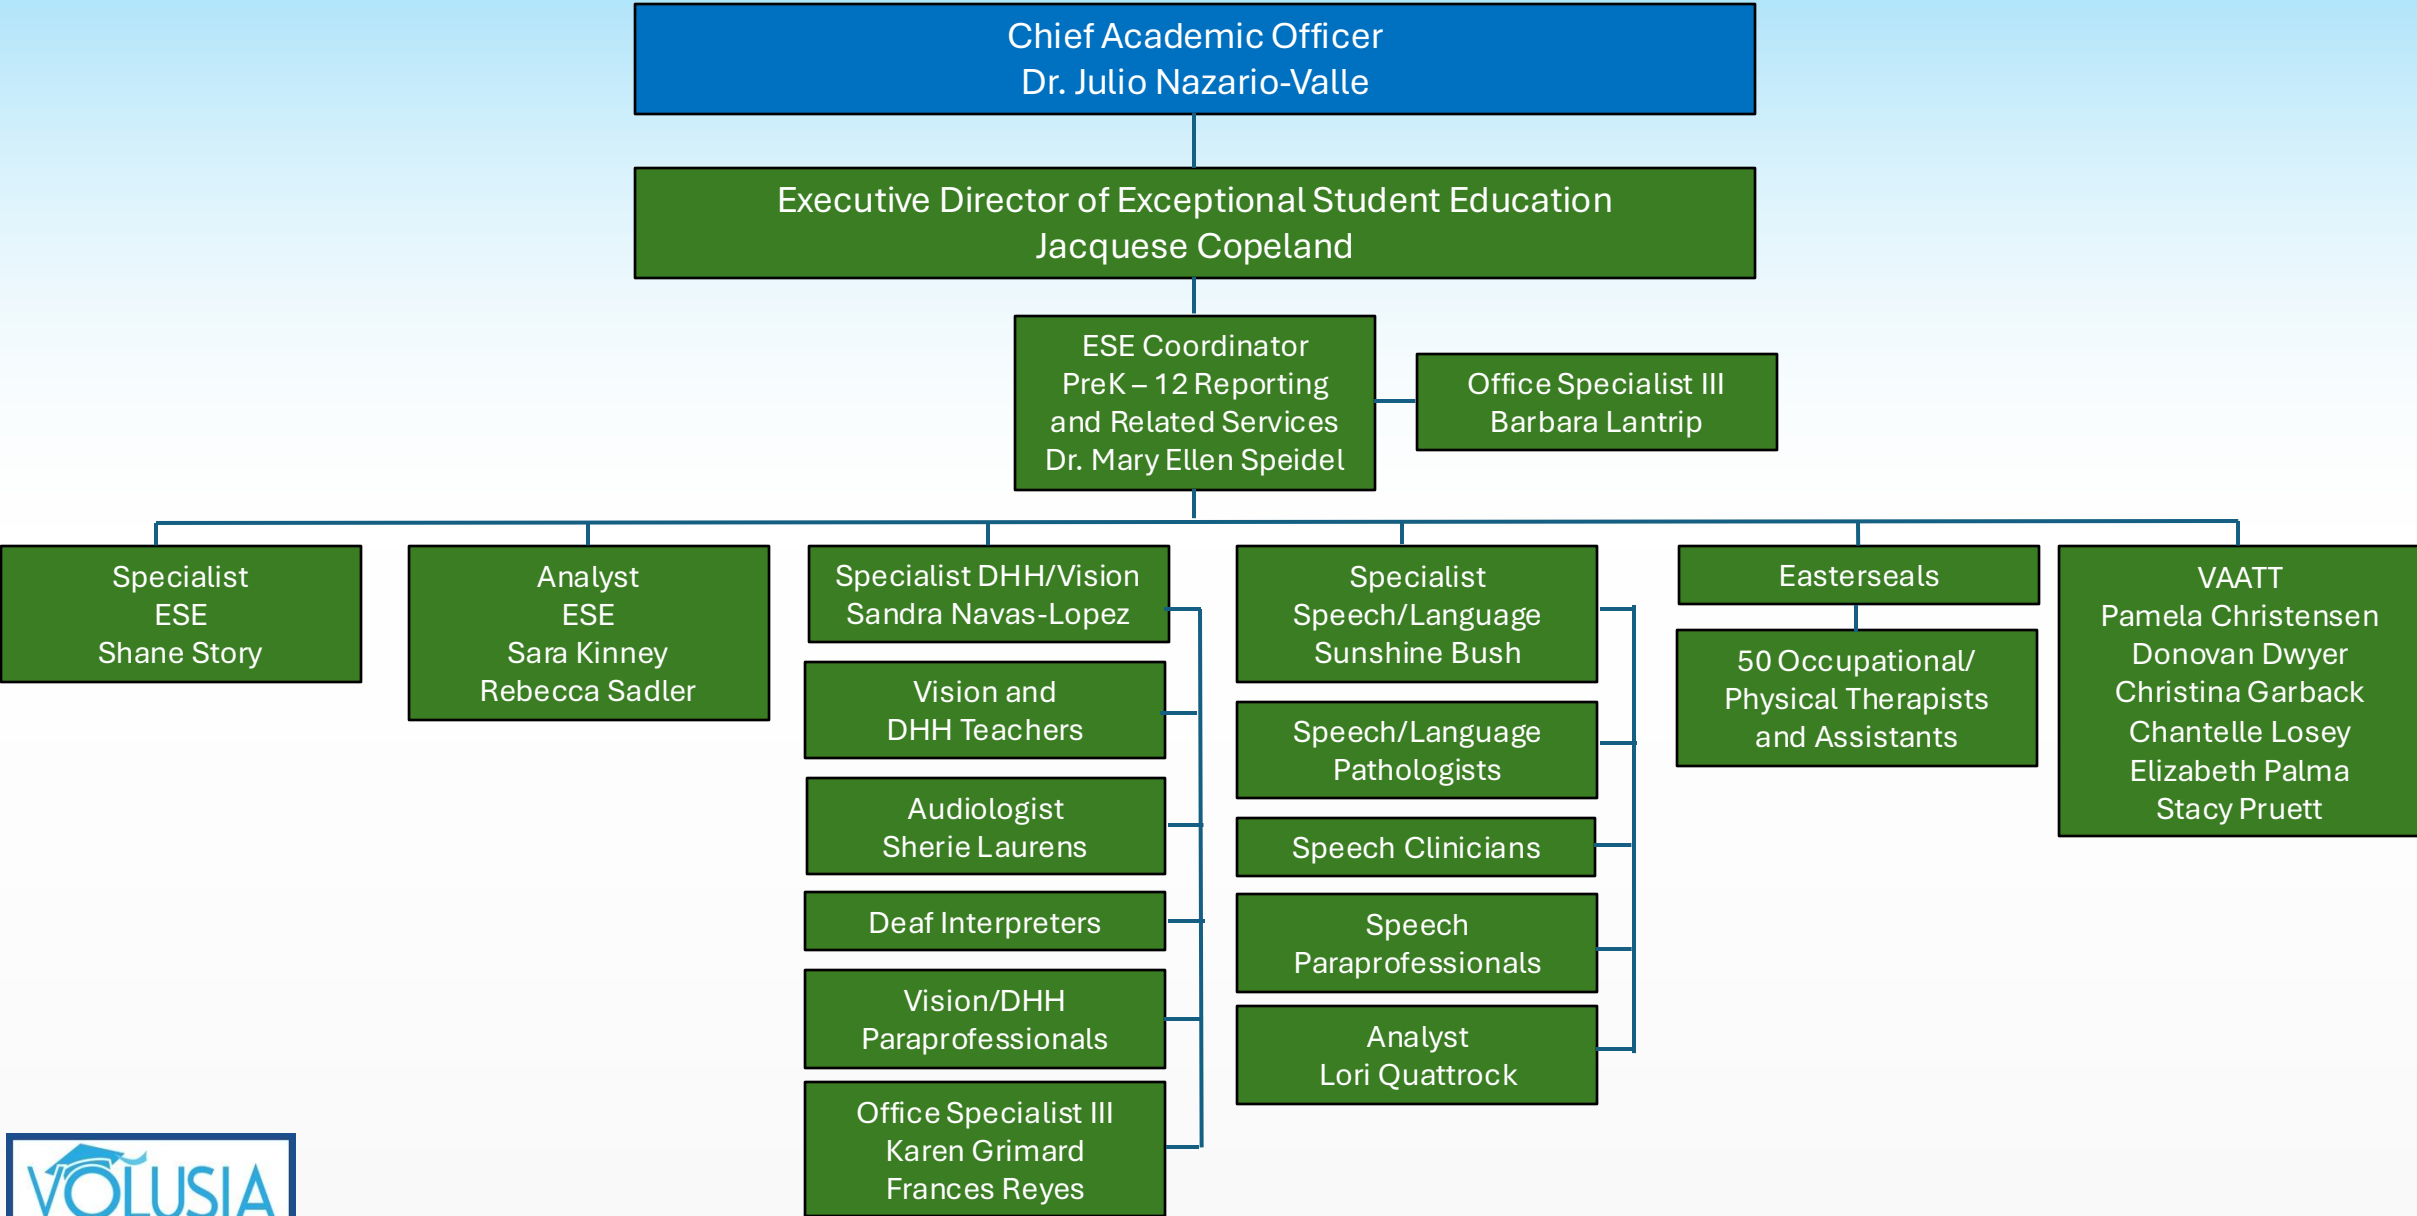 Chief Academic Officer
Dr. Julio Nazario-Valle
Executive Director of Exceptional Student Education
Jacquese Copeland
ESE Coordinator
PreK – 12 Reporting
and Related Services
Dr. Mary Ellen Speidel
Office Specialist III
Barbara Lantrip
Specialist
ESE
Shane Story
Analyst
ESE
Sara Kinney
Rebecca Sadler
Specialist DHH/Vision
Sandra Navas-Lopez
Vision and
DHH Teachers
Audiologist
Sherie Laurens
Deaf Interpreters
Vision/DHH
Paraprofessionals
Office Specialist III
Karen Grimard
Frances Reyes
Specialist
Speech/Language
Sunshine Bush
Speech/Language
Pathologists
Speech Clinicians
Speech
Paraprofessionals
Analyst
Lori Quattrock
Easterseals
50 Occupational/
Physical Therapists
and Assistants
VAATT
Pamela Christensen
Donovan Dwyer
Christina Garback
Chantelle Losey
Elizabeth Palma
Stacy Pruett
VOLUSIA